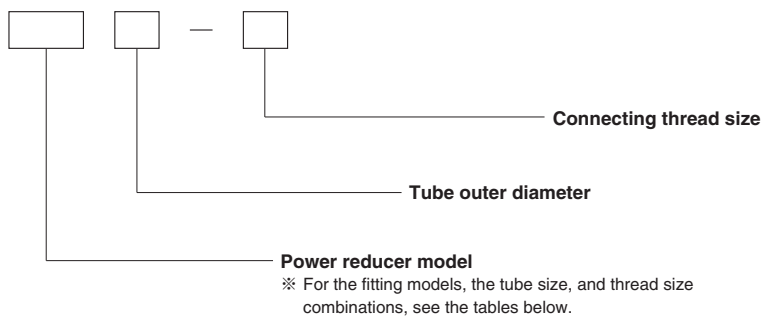 Connecting thread size
Tube outer diameter
Power reducer model
※ For the fitting models, the tube size, and thread size
combinations, see the tables below.